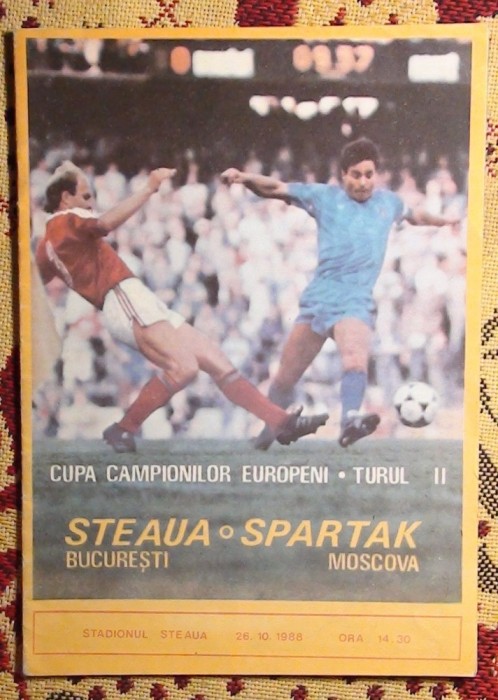 CUPA CAMPIONILOR EUROPENI • TURUL II
STEAUA ○ SPARTAK
BUCUREȘTI MOSCOVA
STADIONUL STEAUA 26.10.1988 ORA 14.30